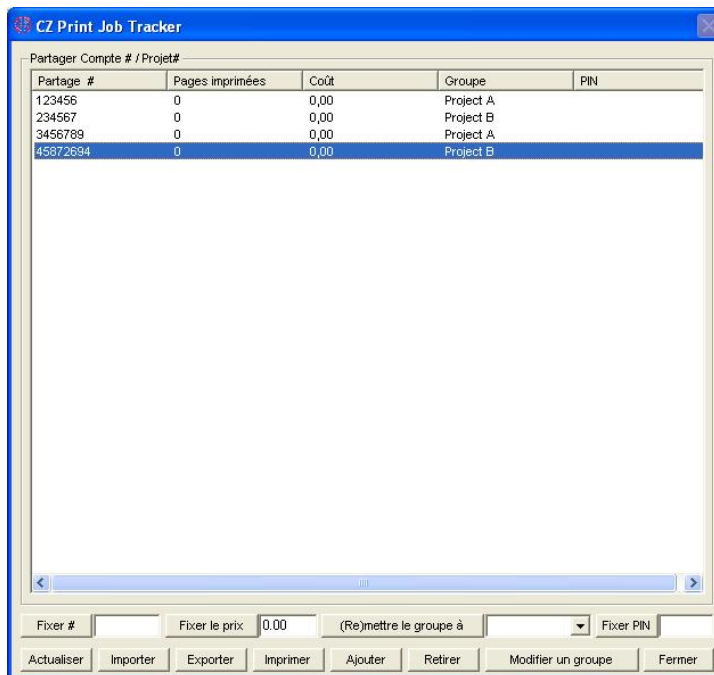 CZ Print Job Tracker
Partager Compte # / Projet#
Partage # Pages imprimées Coût Groupe PIN
123456 0 0,00 Project A
234567 0 0,00 Project B
3456789 0 0,00 Project A
45872694 0 0,00 Project B
Fixer # Fixer le prix 0.00 (Re)mettre le groupe à Fixer PIN
Actualiser Importer Exporter Imprimer Ajouter Retirer Modifier un groupe Fermer